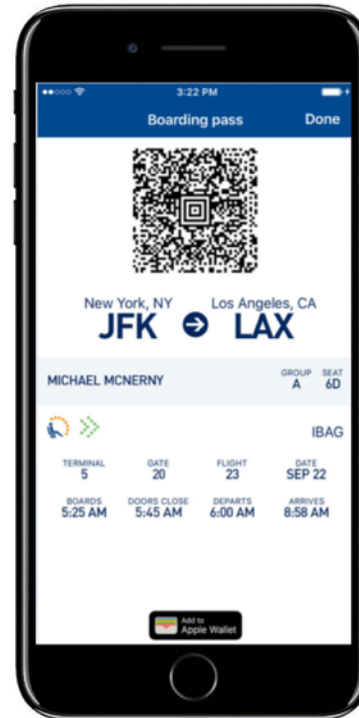 3:22 PM
Boarding pass Done
New York, NY Los Angeles, CA
JFK LAX
GROUP SEAT
MICHAEL MCNERNY A 6D
IBAG
TERMINAL GATE FLIGHT DATE
5 20 23 SEP 22
BOARDS DOORS CLOSE DEPARTS ARRIVES
5:25 AM 5:45 AM 6:00 AM 8:58 AM
Add to
Apple Wallet